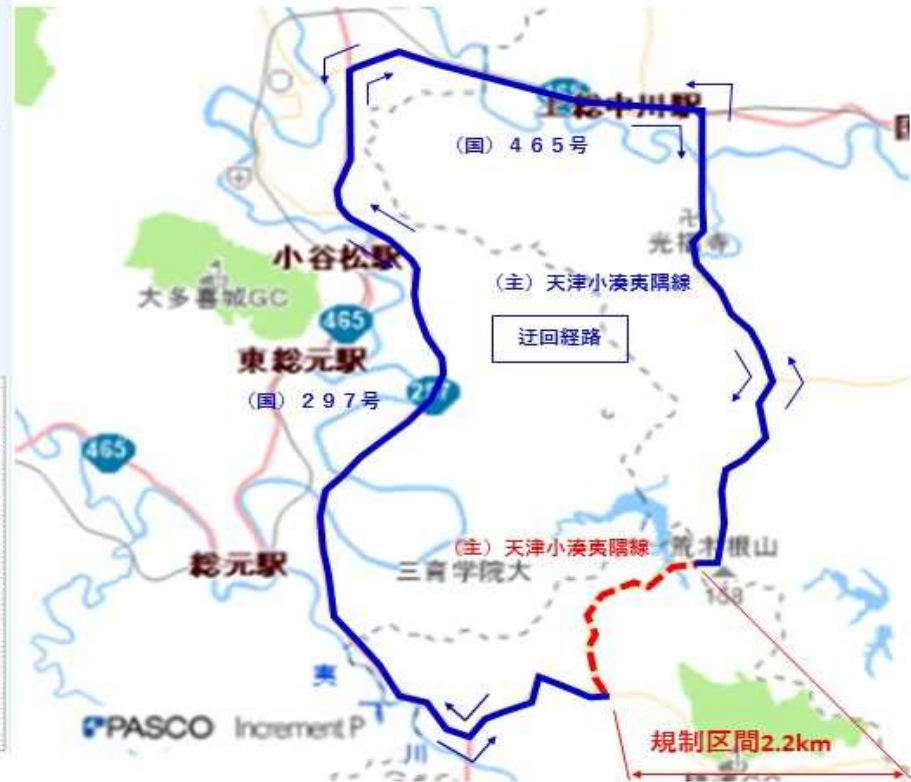 上総中川駅
(国) 465号
光福寺
小谷松駅
(主) 天津小湊夷隅線
大多喜城GC
465
迂回経路
東総元駅
(国) 297号
297
465
(主) 天津小湊夷隅線
荒木根山
総元駅
三育学院大
168
夷
川
PASCO Increment P
規制区間2.2km